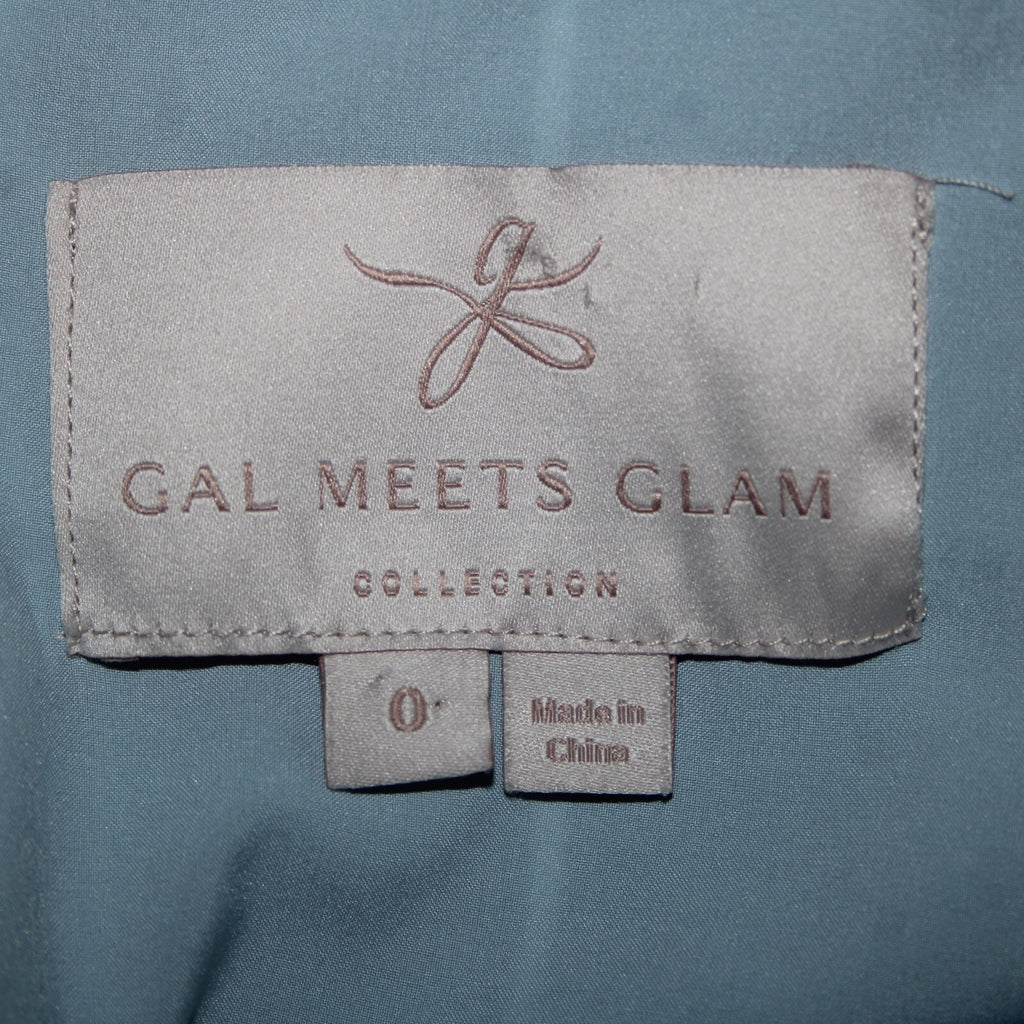 g
GAL MEETS GLAM
COLLECTION
0
Made in
China